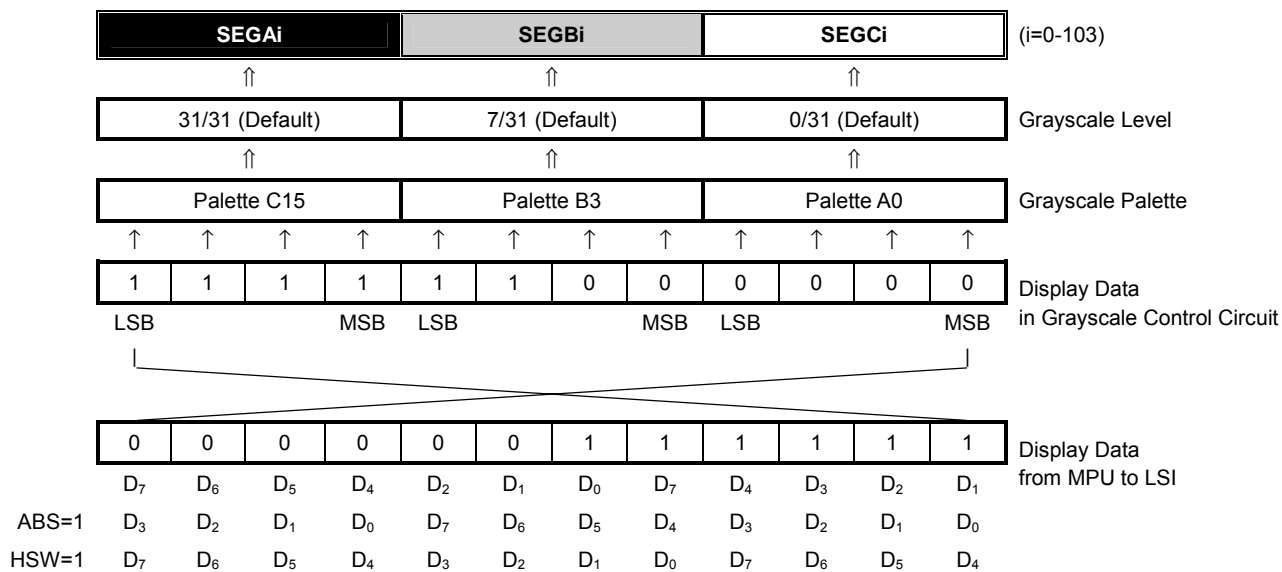 SEGAi SEGBi SEGCi (i=0-103)
⇑ ⇑ ⇑
31/31 (Default) 7/31 (Default) 0/31 (Default) Grayscale Level
⇑ ⇑ ⇑
Palette C15 Palette B3 Palette A0 Grayscale Palette
↑ ↑ ↑ ↑ ↑ ↑ ↑ ↑ ↑ ↑ ↑ ↑
1 1 1 1 1 1 0 0 0 0 0 0 Display Data
LSB MSB LSB MSB LSB MSB in Grayscale Control Circuit
0 0 0 0 0 0 1 1 1 1 1 1 Display Data
D7 D6 D5 D4 D2 D1 D0 D7 D4 D3 D2 D1 from MPU to LSI
ABS=1 D3 D2 D1 D0 D7 D6 D5 D4 D3 D2 D1 D0
HSW=1 D7 D6 D5 D4 D3 D2 D1 D0 D7 D6 D5 D4